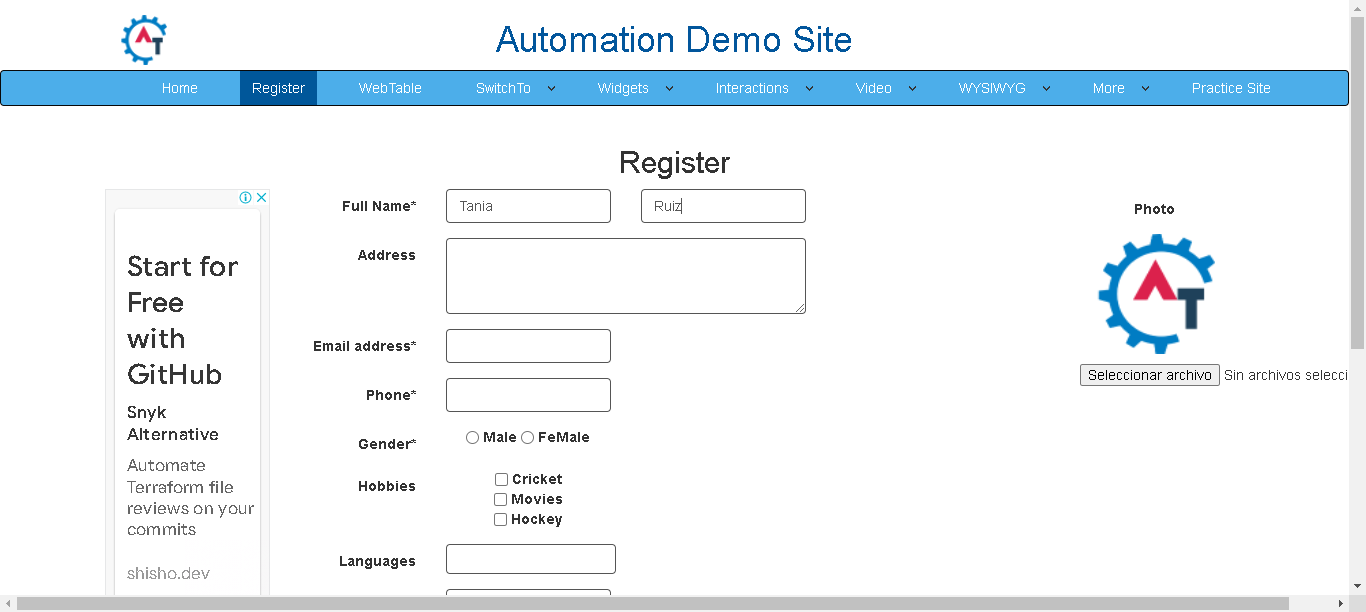 Automation Demo Site
Home Register WebTable SwitchTo Widgets Interactions Video WYSIWYG More Practice Site
Register
Start for
Free
with
GitHub
Snyk
Alternative
Automate
Terraform file
reviews on your
commits
shisho.dev
Full Name* Tania Ruiz
Address
Email address*
Phone*
Gender* Male FeMale
Hobbies Cricket
Movies
Hockey
Languages
Photo
AT
Seleccionar archivo Sin archivos selecci